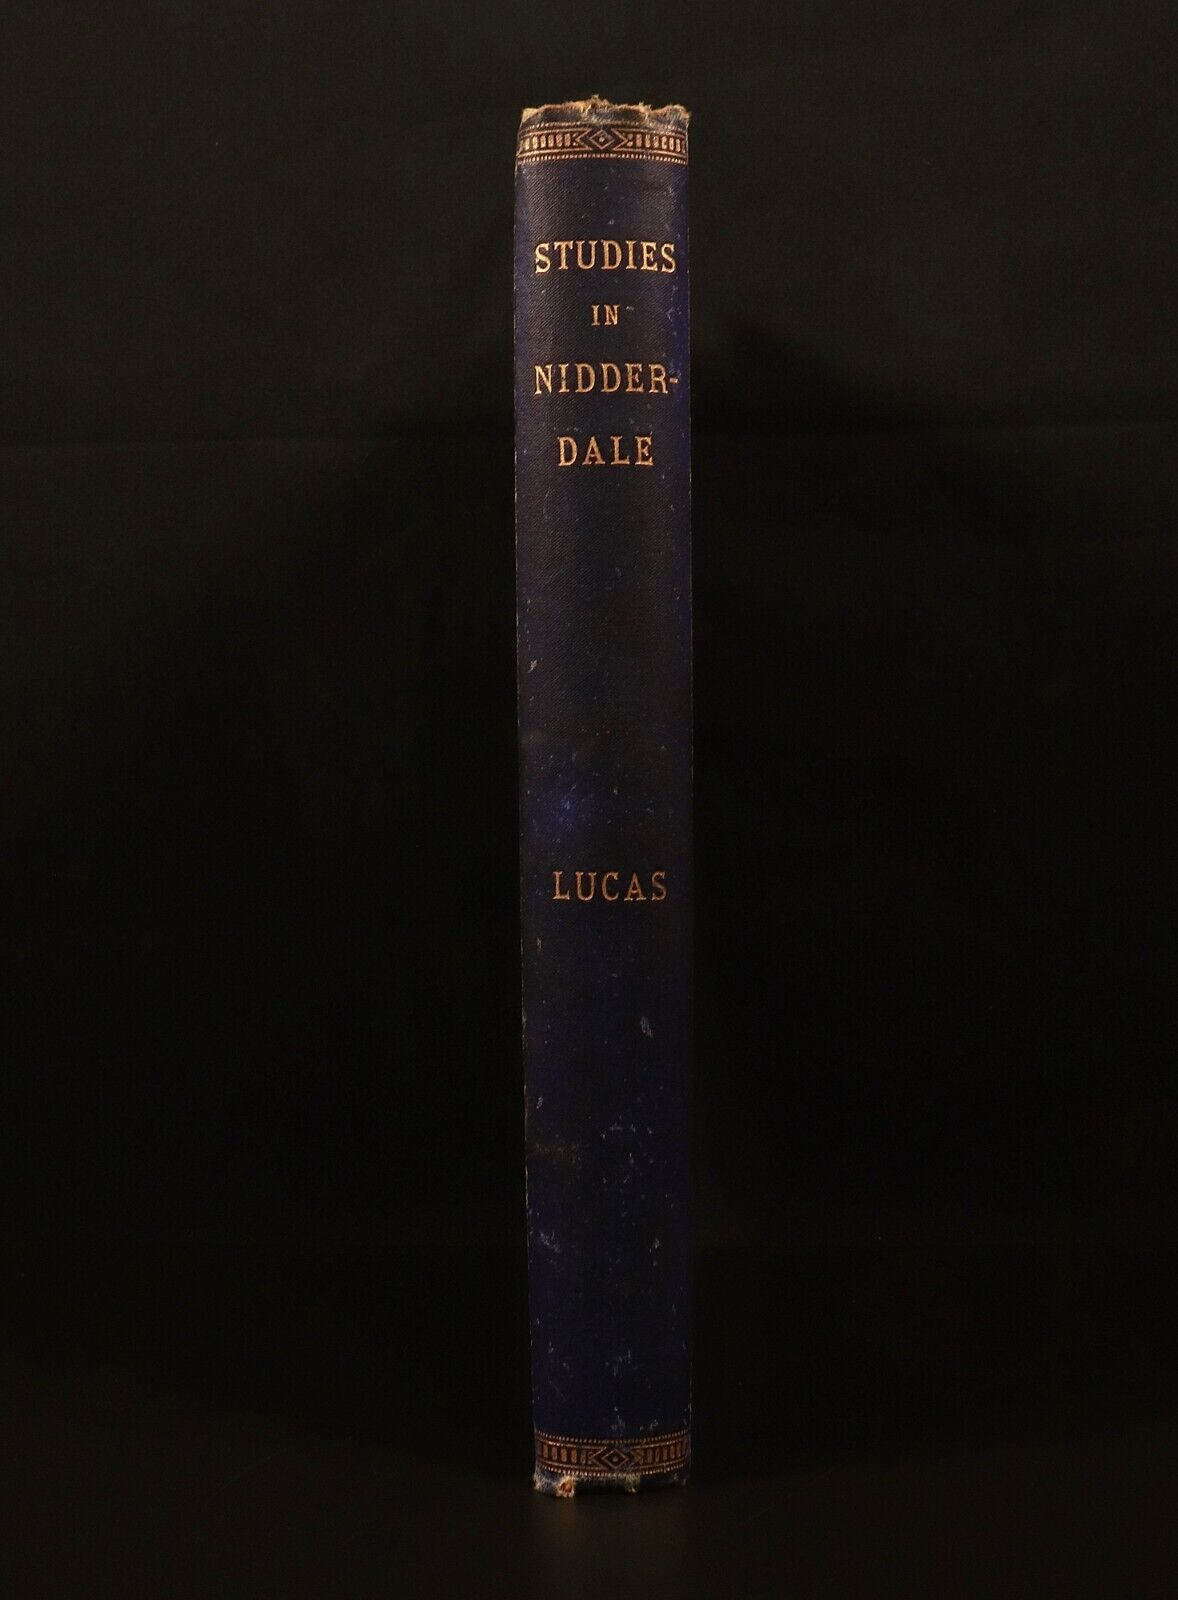 STUDIES
IN
NIDDER-
DALE
LUCAS